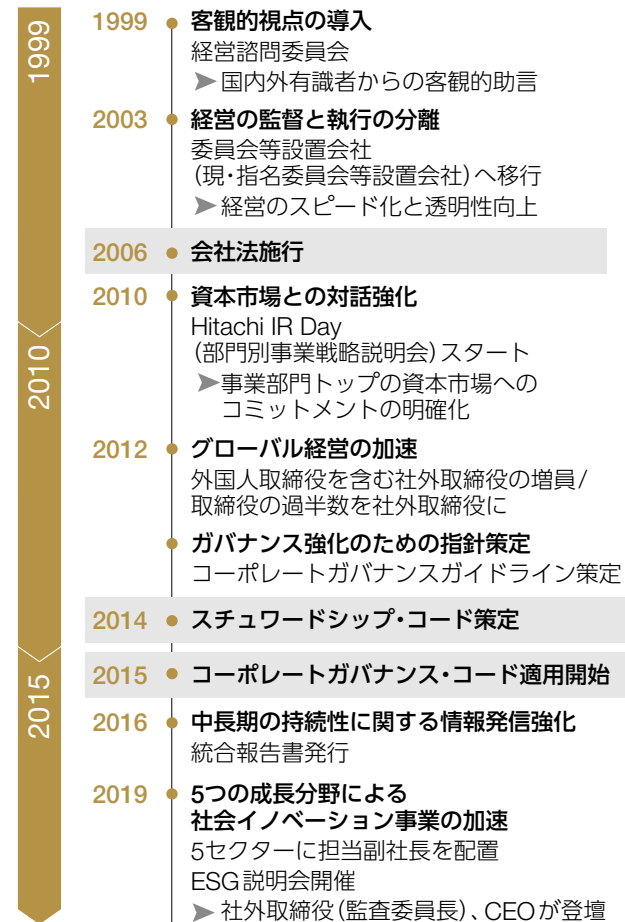 1999
1999 客観的視点の導入
経営諮問委員会
➤国内外有識者からの客観的助言
2003 経営の監督と執行の分離
委員会等設置会社
(現・指名委員会等設置会社)へ移行
➤経営のスピード化と透明性向上
2006 会社法施行
2010
2010 資本市場との対話強化
Hitachi IR Day
(部門別事業戦略説明会)スタート
➤事業部門トップの資本市場への
コミットメントの明確化
2012 グローバル経営の加速
外国人取締役を含む社外取締役の増員/
取締役の過半数を社外取締役に
ガバナンス強化のための指針策定
コーポレートガバナンスガイドライン策定
2014 スチュワードシップ・コード策定
2015
2015 コーポレートガバナンス・コード適用開始
2016 中長期の持続性に関する情報発信強化
統合報告書発行
2019 5つの成長分野による
社会イノベーション事業の加速
5セクターに担当副社長を配置
ESG説明会開催
➤社外取締役(監査委員長)、CEOが登壇